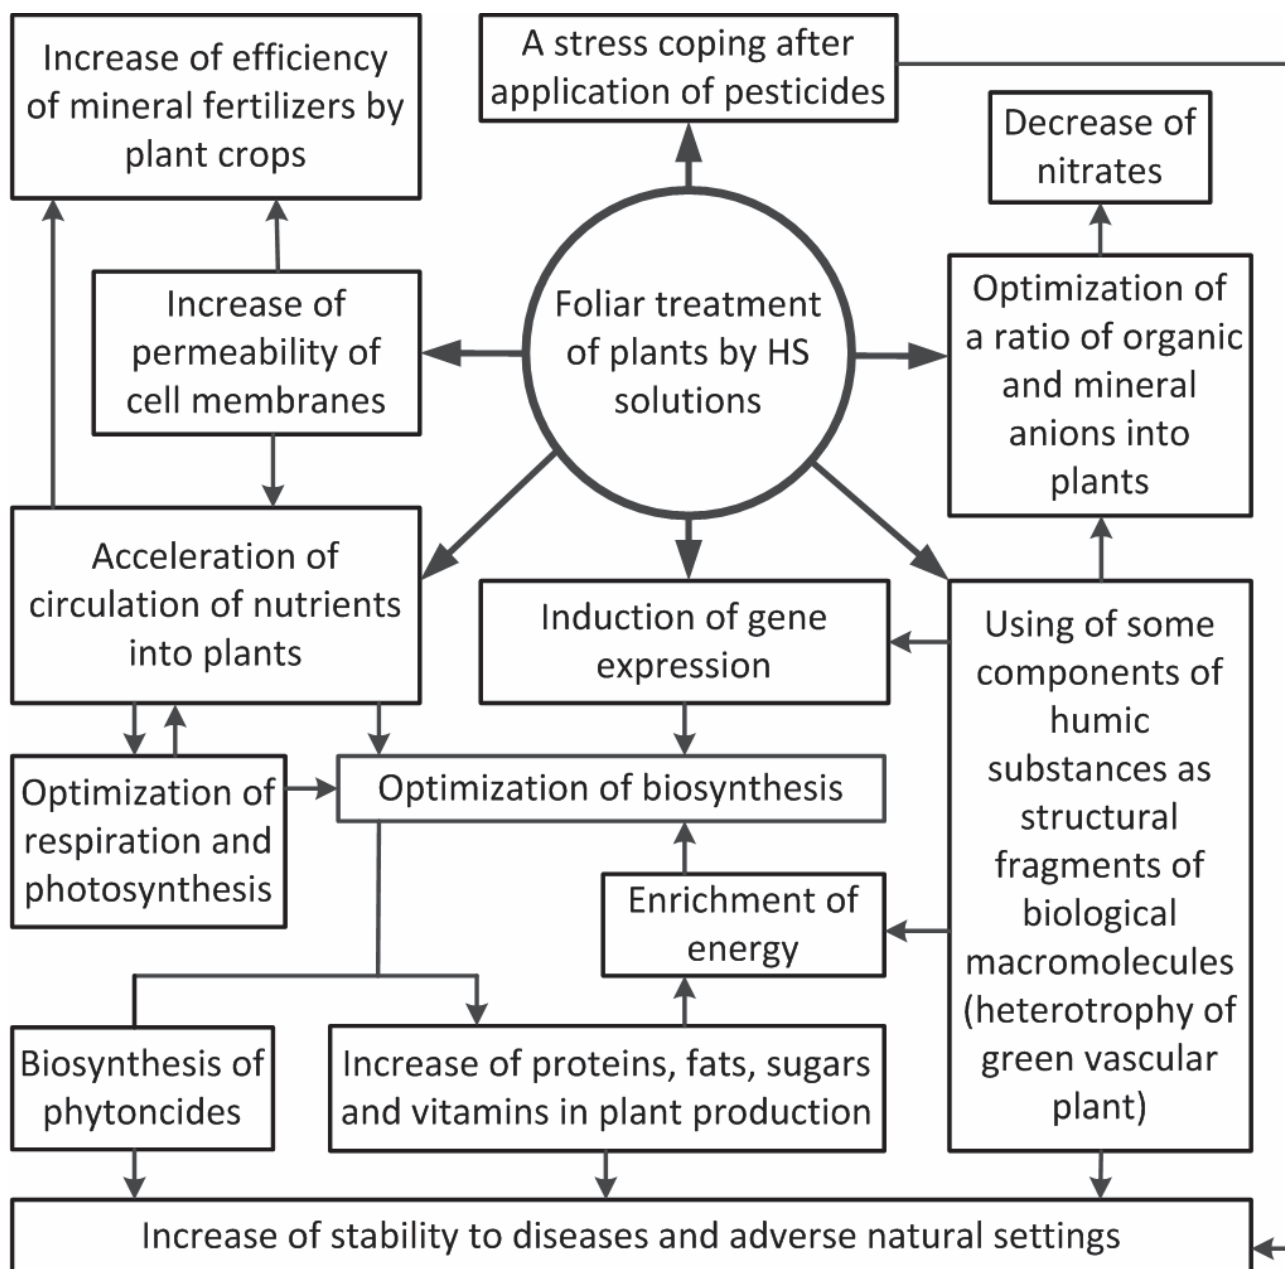 Increase of efficiency
of mineral fertilizers by
plant crops
A stress coping after
application of pesticides
Decrease of
nitrates
Increase of
permeability of
cell membranes
Foliar treatment
of plants by HS
solutions
Optimization of
a ratio of organic
and mineral
anions into
plants
Acceleration of
circulation of nutrients
into plants
Induction of gene
expression
Using of some
components of
humic
substances as
structural
fragments of
biological
macromolecules
(heterotrophy of
green vascular
plant)
Optimization of
respiration and
photosynthesis
Optimization of biosynthesis
Enrichment of
energy
Biosynthesis of
phytoncides
Increase of proteins, fats, sugars
and vitamins in plant production
Increase of stability to diseases and adverse natural settings